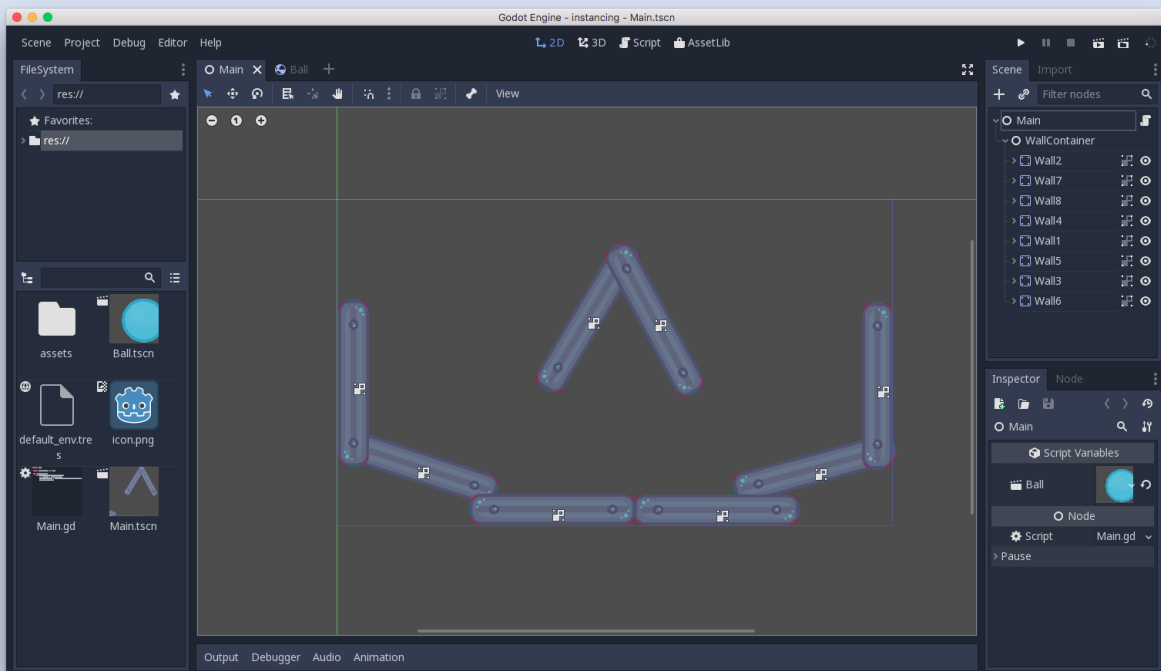 Godot Engine - instancing - Main.tscn
Scene Project Debug Editor Help
2D 3D Script AssetLib
FileSystem
res://
Favorites:
res://
assets
Ball.tscn
default_env.tre
s
icon.png
Main.gd
Main.tscn
Main Ball
View
1
Output Debugger Audio Animation
Scene Import
Filter nodes
Main
WallContainer
Wall2
Wall7
Wall8
Wall4
Wall1
Wall5
Wall3
Wall6
Inspector Node
Main
Script Variables
Ball
Node
Script Main.gd
Pause